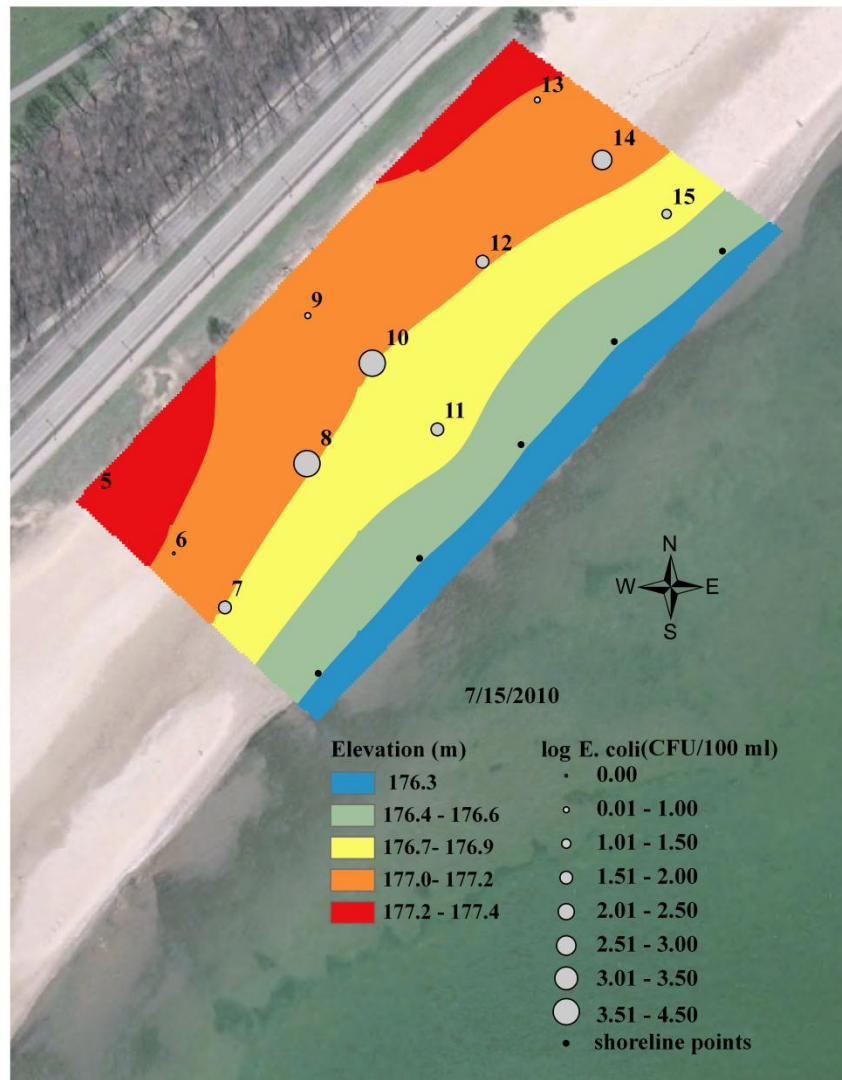 13
14
15
12
9
10
11
8
5
6
7
N
W E
S
7/15/2010
Elevation (m)
176.3
176.4 - 176.6
176.7- 176.9
177.0- 177.2
177.2 - 177.4
log E. coli(CFU/100 ml)
0.00
0.01 - 1.00
1.01 - 1.50
1.51 - 2.00
2.01 - 2.50
2.51 - 3.00
3.01 - 3.50
3.51 - 4.50
shoreline points